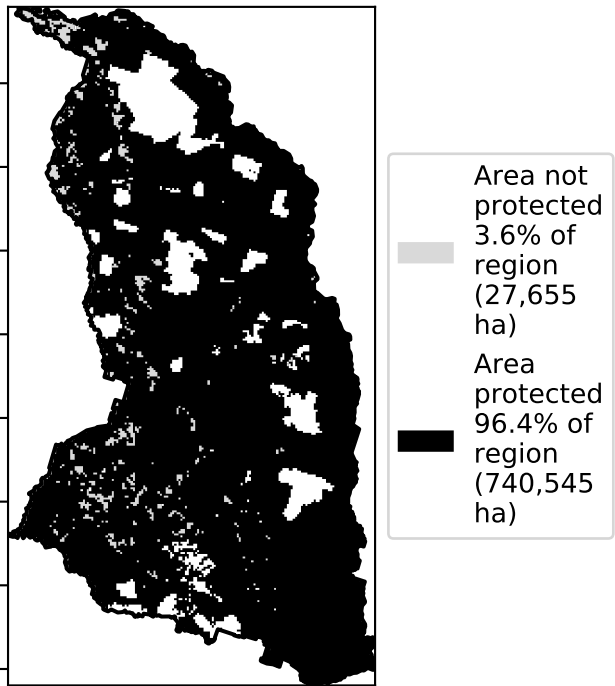 Area not
protected
3.6% of
region
(27,655
ha)
Area
protected
96.4% of
region
(740,545
ha)